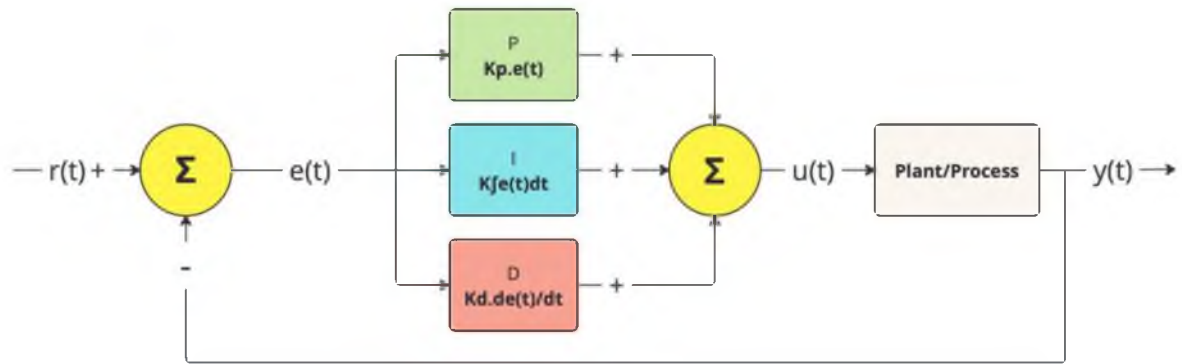 r(t) +
Σ
-
e(t)
P
Kp.e(t)
+
I
K∫e(t)dt
+
D
Kd.de(t)/dt
+
Σ
u(t)
Plant/Process
y(t)